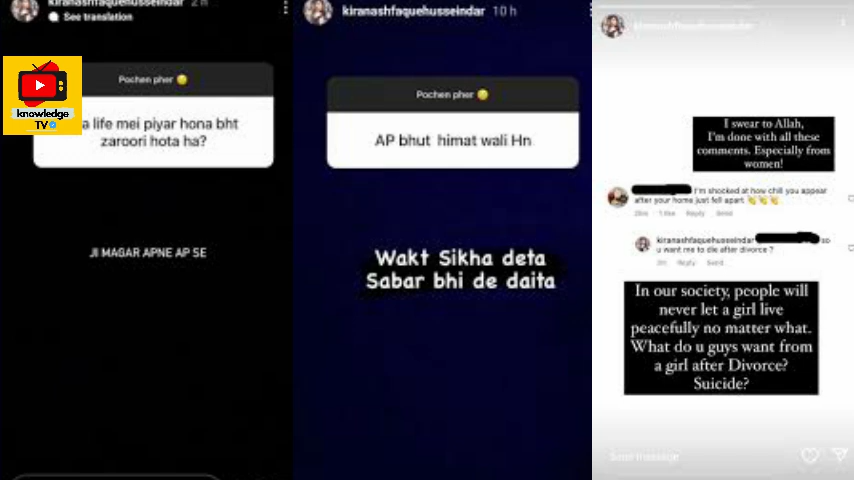 kiranashfaquehusseindar 2 h
See translation
Pochen pher
a life mei piyar hona bht
zaroori hota ha?
JI MAGAR APNE AP SE
knowledge
TV
kiranashfaquehusseindar 10 h
Pochen pher
AP bhut himat wali Hn
Wakt Sikha deta
Sabar bhi de daita
I swear to Allah,
I'm done with all these
comments. Especially from
women!
I'm shocked at how chill you appear
after your home just fell apart
Reply Send
kiranashfaquehusseindar so
u want me to die after divorce ?
Reply Send
In our society, people will
never let a girl live
peacefully no matter what.
What do u guys want from
a girl after Divorce?
Suicide?
Send message